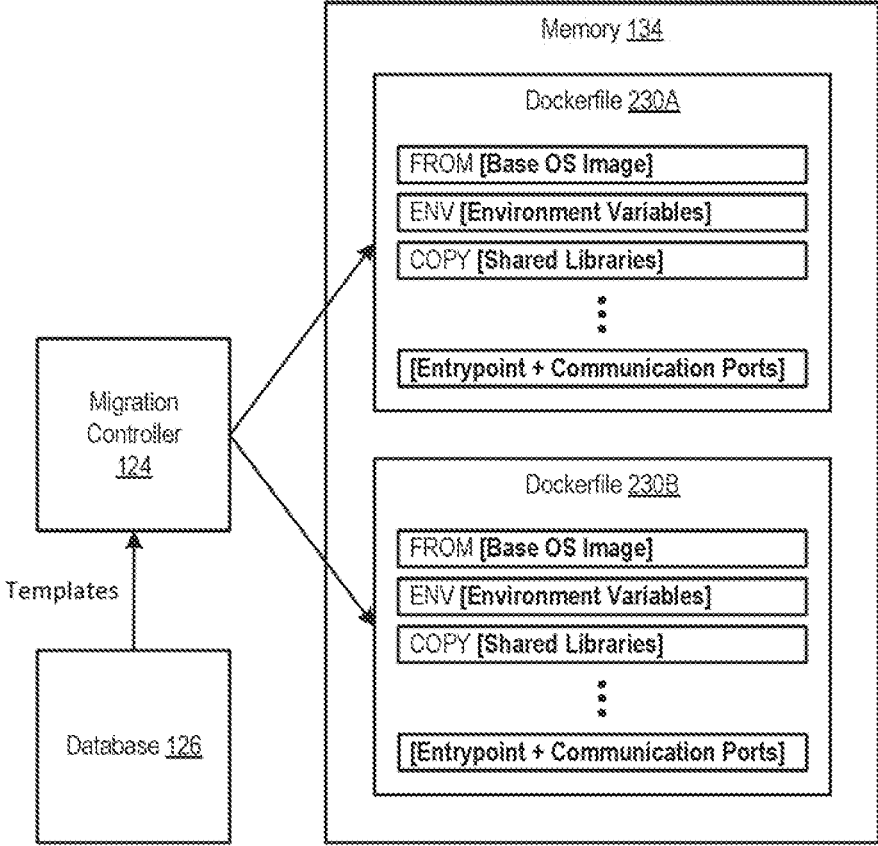 Memory 134
Dockerfile 230A
FROM [Base OS Image]
ENV [Environment Variables]
COPY [Shared Libraries]
[Entrypoint + Communication Ports]
Migration
Controller
124
Templates
Database 126
Dockerfile 230B
FROM [Base OS Image]
ENV [Environment Variables]
COPY [Shared Libraries]
[Entrypoint + Communication Ports]